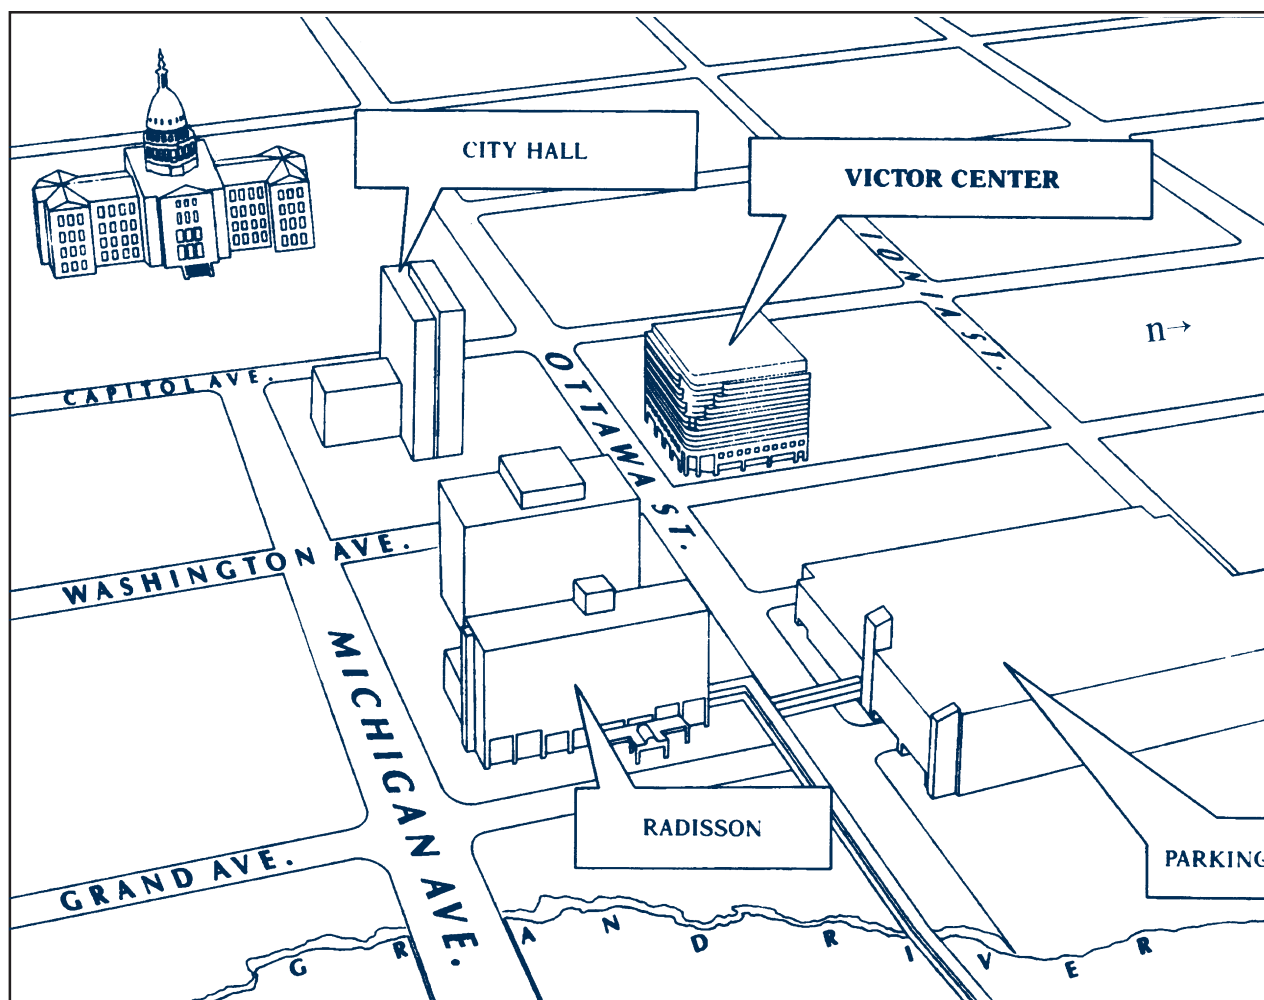 CITY HALL
VICTOR CENTER
IONIA ST.
n→
CAPITOL AVE.
OTTAWA ST.
WASHINGTON AVE.
MICHIGAN AVE.
RADISSON
PARKING
GRAND AVE.
GRAND RIVER